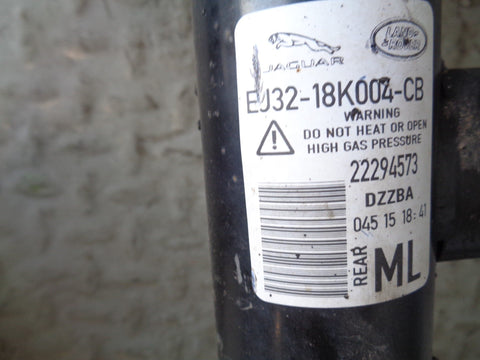 JAGUAR
LAND
ROVER
EJ32-18K004-CB
WARNING
DO NOT HEAT OR OPEN
HIGH GAS PRESSURE
22294573
DZZBA
045 15 18:41
REAR
ML